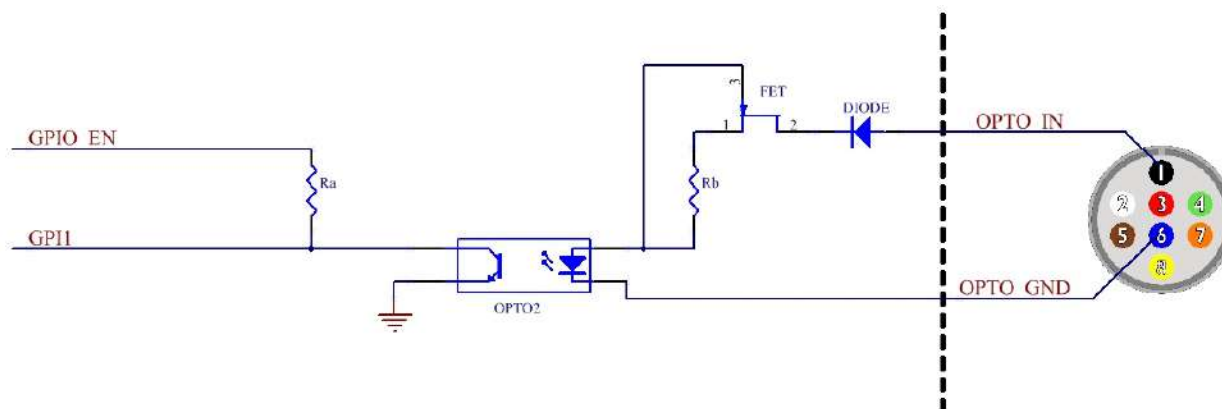 3
FET
DIODE
GPIO_EN
1
2
OPTO_IN
1
Ra
Rb
2
3
4
GPI1
5
6
7
8
OPTO_GND
OPTO2